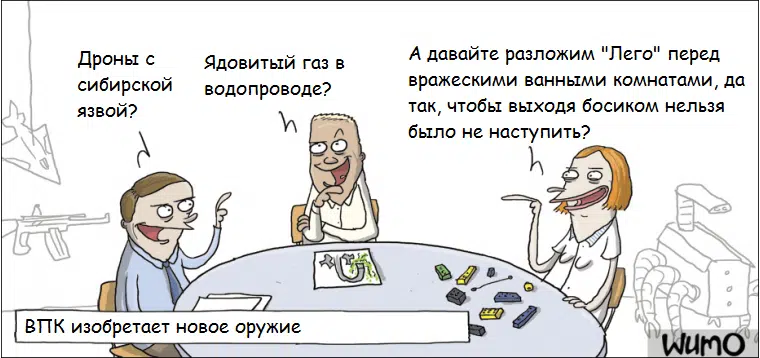 Дроны с
сибирской
язвой?
Ядовитый газ в
водопроводе?
А давайте разложим "Лего" перед
вражескими ванными комнатами, да
так, чтобы выходя босиком нельзя
было не наступить?
ВПК изобретает новое оружие
WUMO